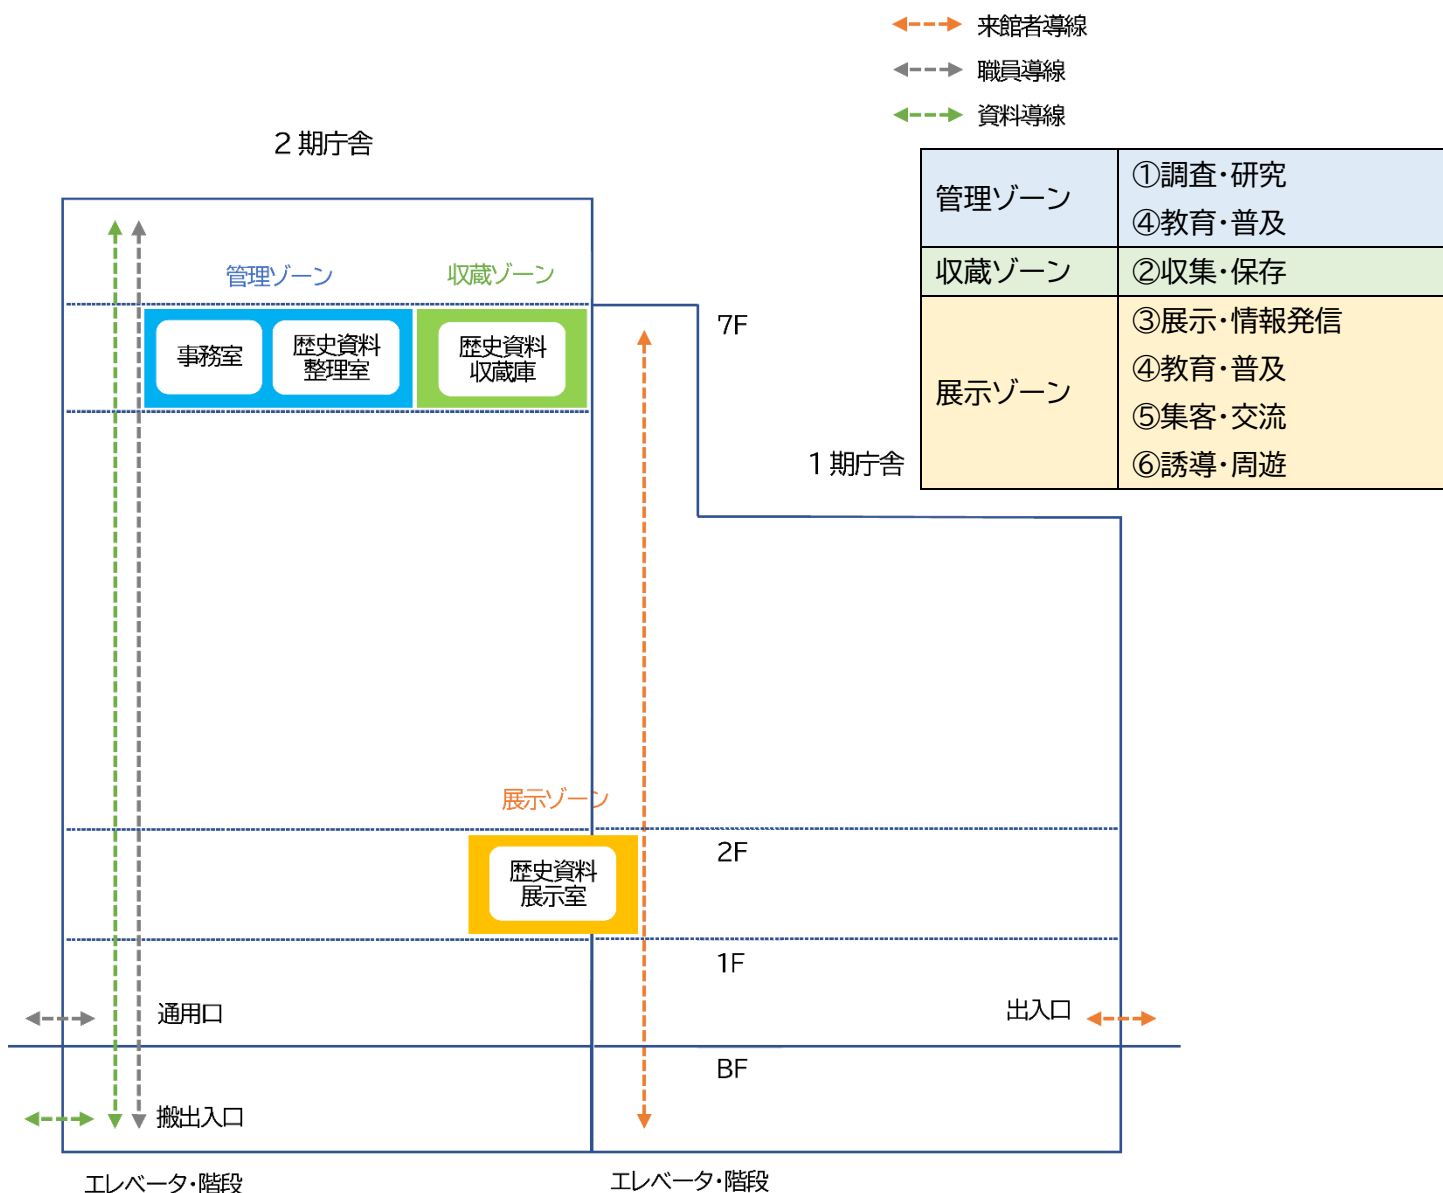 来館者導線
職員導線
資料導線
2期庁舎
管理ゾーン
①調査・研究
④教育・普及
収蔵ゾーン
②収集・保存
展示ゾーン
③展示・情報発信
④教育・普及
⑤集客・交流
⑥誘導・周遊
管理ゾーン
収蔵ゾーン
7F
事務室
歴史資料
整理室
歴史資料
収蔵庫
1期庁舎
展示ゾーン
2F
歴史資料
展示室
1F
通用口
出入口
BF
搬出入口
エレベータ・階段
エレベータ・階段